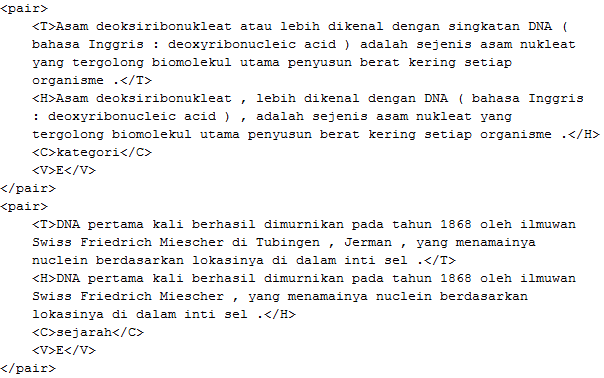 <pair>
<T>Asam deoksiribonukleat atau lebih dikenal dengan singkatan DNA (
bahasa Inggris : deoxyribonucleic acid ) adalah sejenis asam nukleat
yang tergolong biomolekul utama penyusun berat kering setiap
organisme .</T>
<H>Asam deoksiribonukleat , lebih dikenal dengan DNA ( bahasa Inggris
: deoxyribonucleic acid ) , adalah sejenis asam nukleat yang
tergolong biomolekul utama penyusun berat kering setiap organisme .</H>
<C>kategori</C>
<V>E</V>
</pair>
<pair>
<T>DNA pertama kali berhasil dimurnikan pada tahun 1868 oleh ilmuwan
Swiss Friedrich Miescher di Tubingen , Jerman , yang menamainya
nuclein berdasarkan lokasinya di dalam inti sel .</T>
<H>DNA pertama kali berhasil dimurnikan pada tahun 1868 oleh ilmuwan
Swiss Friedrich Miescher , yang menamainya nuclein berdasarkan
lokasinya di dalam inti sel .</H>
<C>sejarah</C>
<V>E</V>
</pair>